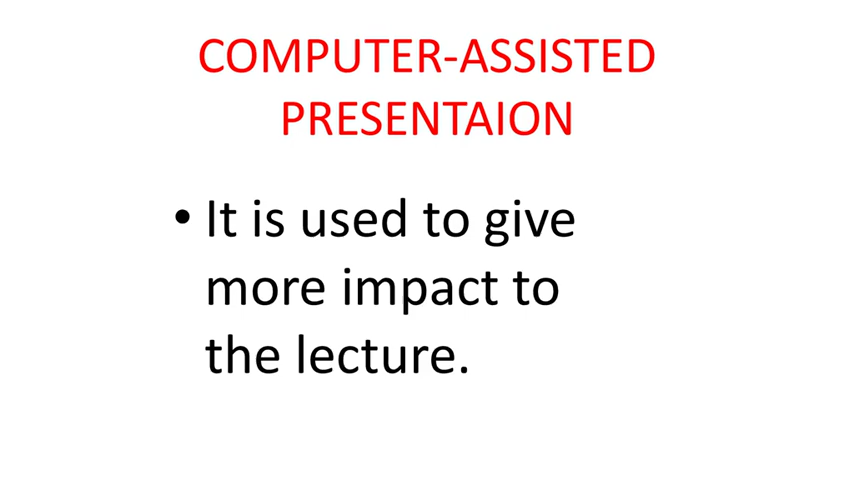 COMPUTER-ASSISTED
PRESENTAION
• It is used to give
more impact to
the lecture.